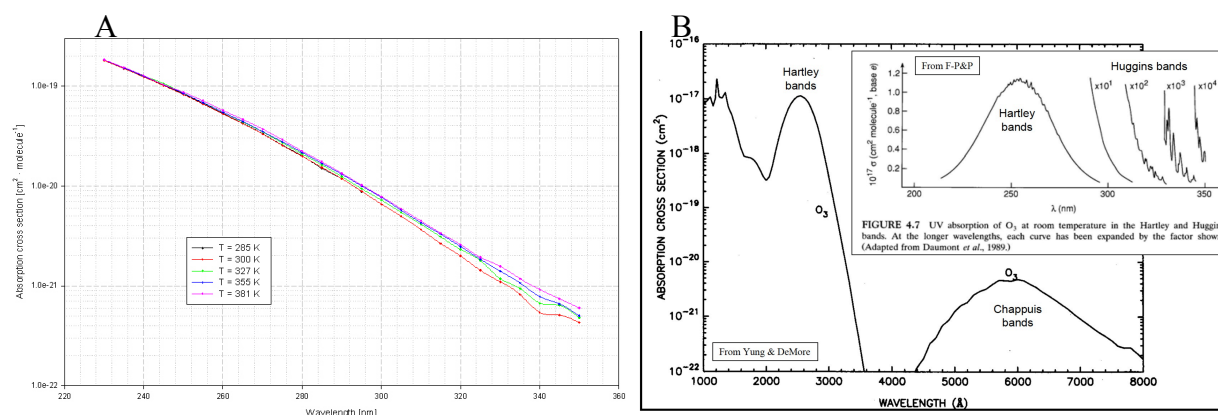 A
Absorption cross section [cm² · molecule⁻¹]
1.0e-19
1.0e-20
1.0e-21
1.0e-22
T = 285 K
T = 300 K
T = 327 K
T = 355 K
T = 381 K
220 240 260 280 300 320 340 360
Wavelength [nm]
B
ABSORPTION CROSS SECTION (cm²)
10⁻¹⁶
10⁻¹⁷
10⁻¹⁸
10⁻¹⁹
10⁻²⁰
10⁻²¹
10⁻²²
Hartley
bands
O₃
O₃
Chappuis
bands
From Yung & DeMore
1000 2000 3000 4000 5000 6000 7000 8000
WAVELENGTH (Å)
From F-P&P
Huggins bands
x10¹ x10² x10³ x10⁴
10¹⁷ σ (cm² molecule⁻¹, base e)
1.2
1.0
0.8
0.6
0.4
0.2
Hartley
bands
250 300 350
λ (nm)
FIGURE 4.7 UV absorption of O₃ at room temperature in the Hartley and Huggin
bands. At the longer wavelengths, each curve has been expanded by the factor show
(Adapted from Daumont et al., 1989.)